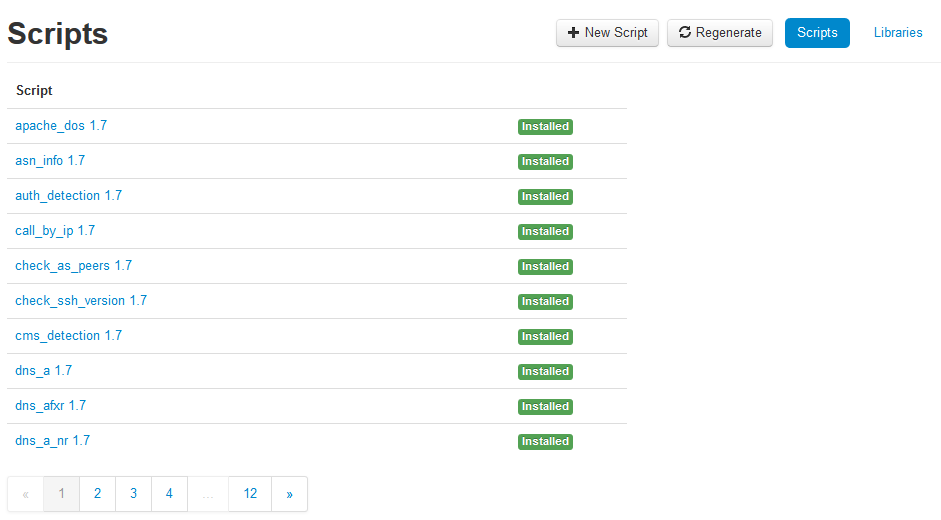 Scripts
New Script Regenerate Scripts Libraries
Script
apache_dos 1.7 Installed
asn_info 1.7 Installed
auth_detection 1.7 Installed
call_by_ip 1.7 Installed
check_as_peers 1.7 Installed
check_ssh_version 1.7 Installed
cms_detection 1.7 Installed
dns_a 1.7 Installed
dns_afxr 1.7 Installed
dns_a_nr 1.7 Installed
« 1 2 3 4 ... 12 »